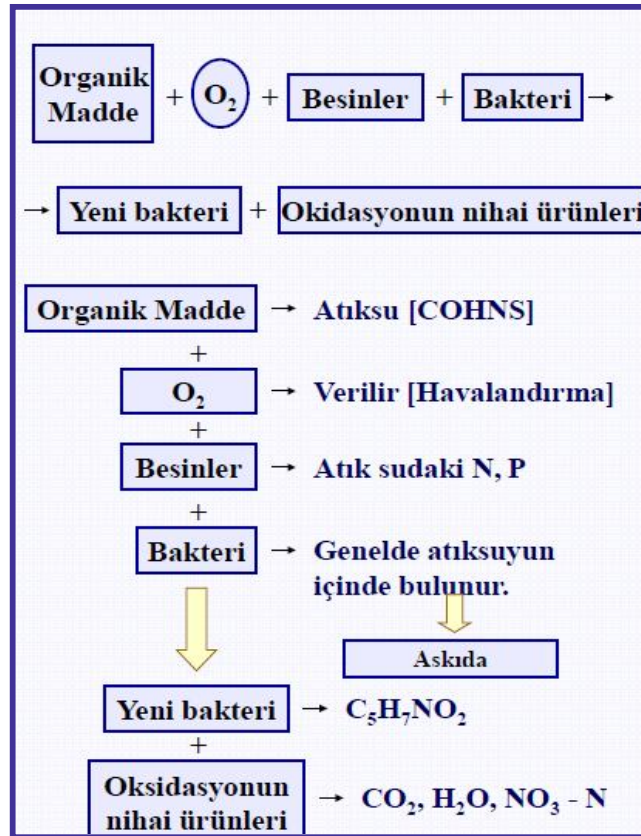 Organik Madde + O₂ + Besinler + Bakteri →
→ Yeni bakteri + Okidasyonun nihai ürünleri
Organik Madde → Atıksu [COHNS]
+
O₂ → Verilir [Havalandırma]
+
Besinler → Atık sudaki N, P
+
Bakteri → Genelde atıksuyun
içinde bulunur.
Askıda
Yeni bakteri → C₅H₇NO₂
+
Oksidasyonun
nihai ürünleri → CO₂, H₂O, NO₃ - N